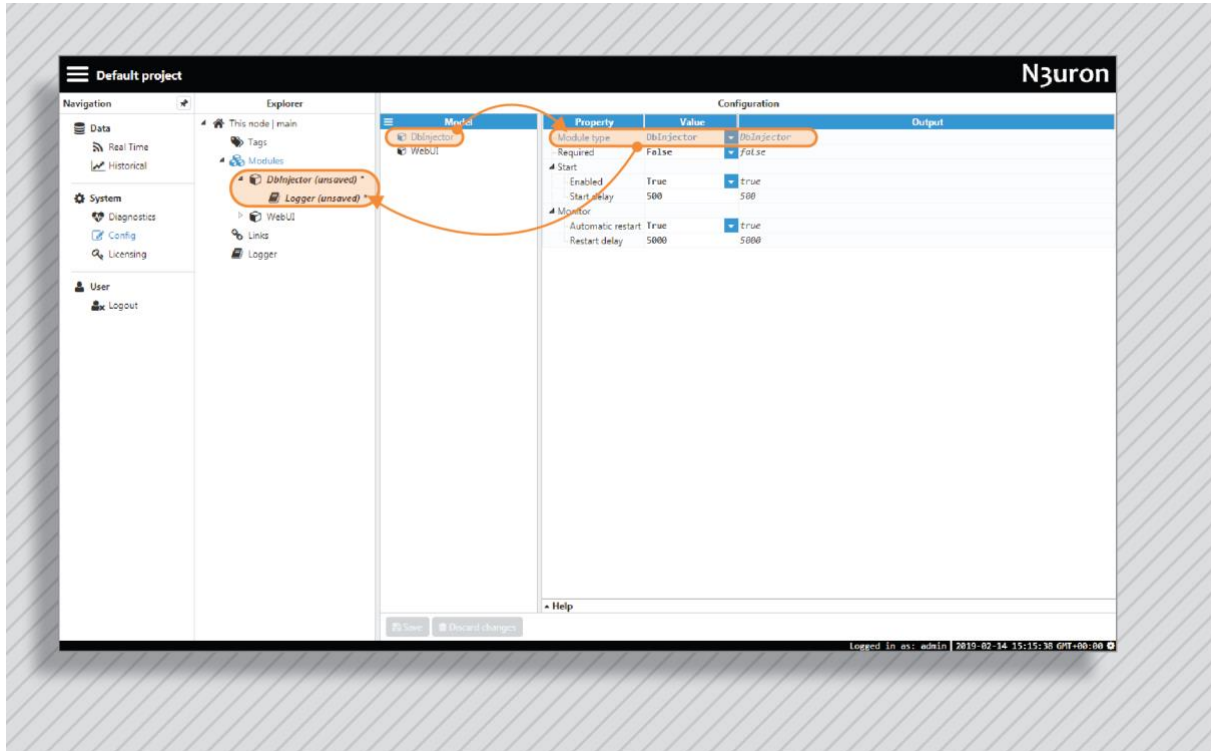 Default project
N3uron
Navigation
Data
Real Time
Historical
System
Diagnostics
Config
Licensing
User
Logout
Explorer
This node | main
Tags
Modules
DbInjector (unsaved) *
Logger (unsaved) *
WebUI
Links
Logger
Configuration
Model
DbInjector
WebUI
Property Value Output
Module type DbInjector DbInjector
Required False false
Start
Enabled True true
Start delay 500 500
Monitor
Automatic restart True true
Restart delay 5000 5000
Help
Save Discard changes
Logged in as: admin 2019-02-14 15:15:38 GMT+00:00